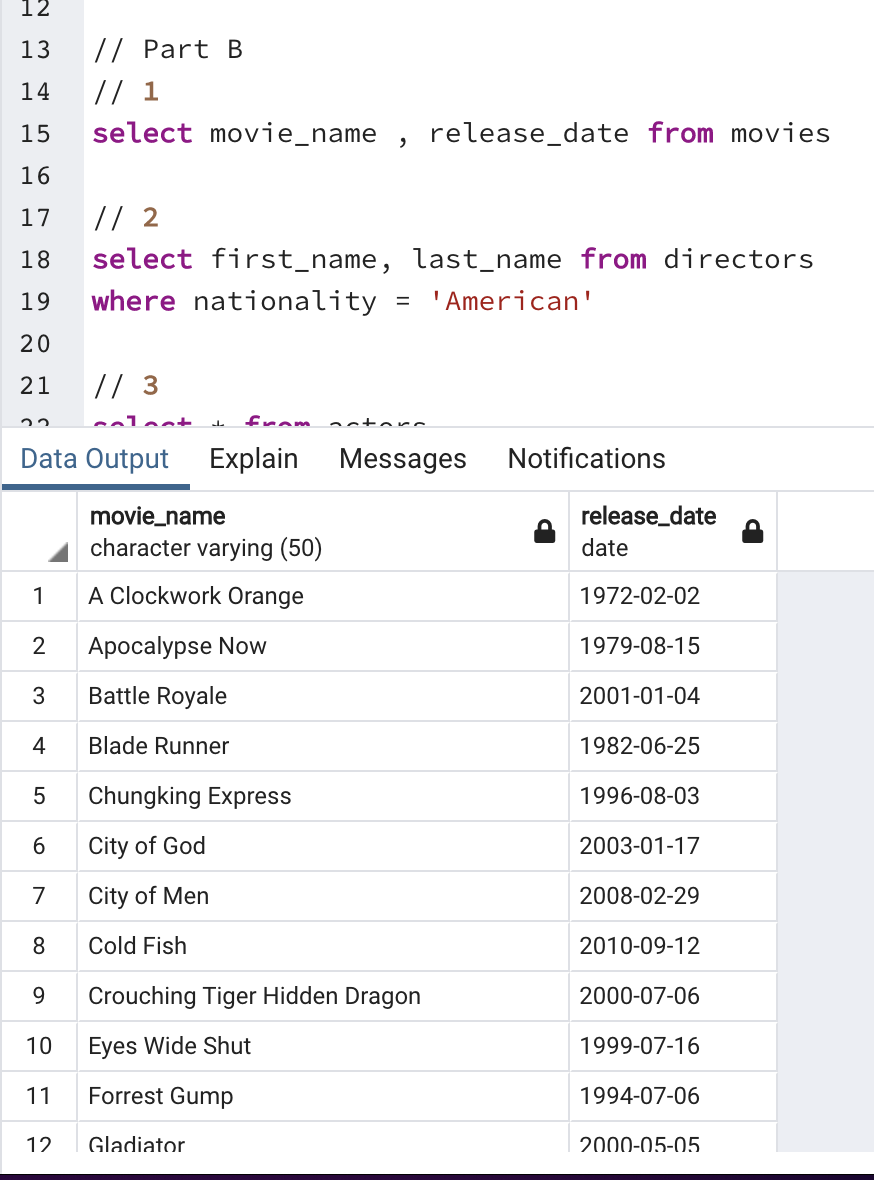 12
13 // Part B
14 // 1
15 select movie_name , release_date from movies
16
17 // 2
18 select first_name, last_name from directors
19 where nationality = 'American'
20
21 // 3
22 select * from actors
Data Output Explain Messages Notifications
movie_name release_date
character varying (50) date
1 A Clockwork Orange 1972-02-02
2 Apocalypse Now 1979-08-15
3 Battle Royale 2001-01-04
4 Blade Runner 1982-06-25
5 Chungking Express 1996-08-03
6 City of God 2003-01-17
7 City of Men 2008-02-29
8 Cold Fish 2010-09-12
9 Crouching Tiger Hidden Dragon 2000-07-06
10 Eyes Wide Shut 1999-07-16
11 Forrest Gump 1994-07-06
12 Gladiator 2000-05-05